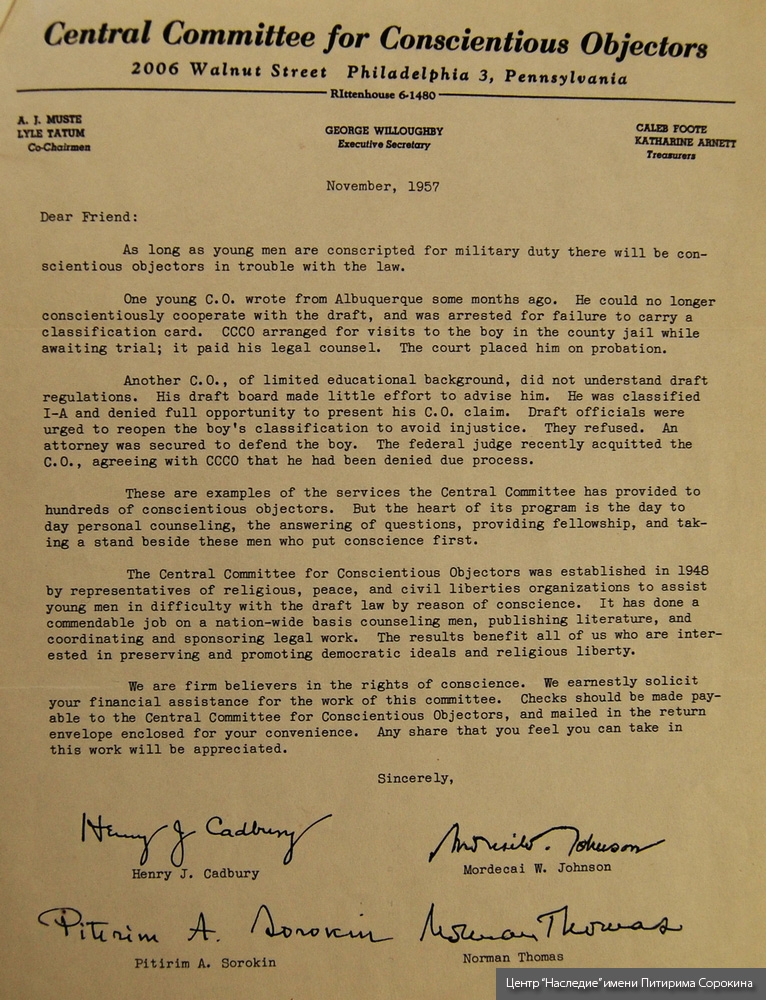 Central Committee for Conscientious Objectors
2006 Walnut Street Philadelphia 3, Pennsylvania
RIttenhouse 6-1480
A. J. MUSTE
LYLE TATUM
Co-Chairmen
GEORGE WILLOUGHBY
Executive Secretary
CALEB FOOTE
KATHARINE ARNETT
Treasurers
November, 1957
Dear Friend:
As long as young men are conscripted for military duty there will be con-
scientious objectors in trouble with the law.
One young C.O. wrote from Albuquerque some months ago. He could no longer
conscientiously cooperate with the draft, and was arrested for failure to carry a
classification card. CCCO arranged for visits to the boy in the county jail while
awaiting trial; it paid his legal counsel. The court placed him on probation.
Another C.O., of limited educational background, did not understand draft
regulations. His draft board made little effort to advise him. He was classified
I-A and denied full opportunity to present his C.O. claim. Draft officials were
urged to reopen the boy's classification to avoid injustice. They refused. An
attorney was secured to defend the boy. The federal judge recently acquitted the
C.O., agreeing with CCCO that he had been denied due process.
These are examples of the services the Central Committee has provided to
hundreds of conscientious objectors. But the heart of its program is the day to
day personal counseling, the answering of questions, providing fellowship, and tak-
ing a stand beside these men who put conscience first.
The Central Committee for Conscientious Objectors was established in 1948
by representatives of religious, peace, and civil liberties organizations to assist
young men in difficulty with the draft law by reason of conscience. It has done a
commendable job on a nation-wide basis counseling men, publishing literature, and
coordinating and sponsoring legal work. The results benefit all of us who are inter-
ested in preserving and promoting democratic ideals and religious liberty.
We are firm believers in the rights of conscience. We earnestly solicit
your financial assistance for the work of this committee. Checks should be made pay-
able to the Central Committee for Conscientious Objectors, and mailed in the return
envelope enclosed for your convenience. Any share that you feel you can take in
this work will be appreciated.
Sincerely,
Henry J Cadbury
Henry J. Cadbury
Mordecai W. Johnson
Mordecai W. Johnson
Pitirim A. Sorokin
Pitirim A. Sorokin
Norman Thomas
Norman Thomas
Центр "Наследие" имени Питирима Сорокина